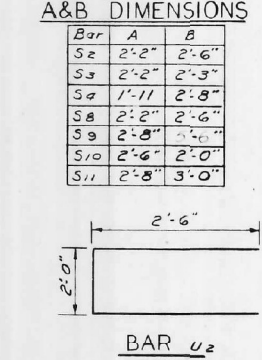 A&B DIMENSIONS
Bar A B
S2 2'-2" 2'-6"
S3 2'-2" 2'-3"
S4 1'-11 2'-8"
S8 2'-2" 2'-6"
S9 2'-8"
S10 2'-6" 2'-0"
S11 2'-8" 3'-0"
2'-6"
2'-0"
BAR U2